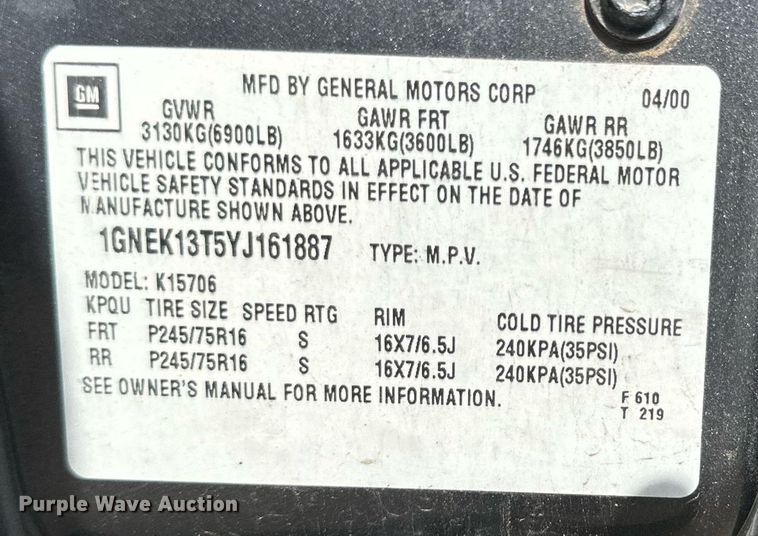 GM
MFD BY GENERAL MOTORS CORP 04/00
GVWR GAWR FRT GAWR RR
3130KG(6900LB) 1633KG(3600LB) 1746KG(3850LB)
THIS VEHICLE CONFORMS TO ALL APPLICABLE U.S. FEDERAL MOTOR
VEHICLE SAFETY STANDARDS IN EFFECT ON THE DATE OF
MANUFACTURE SHOWN ABOVE.
1GNEK13T5YJ161887 TYPE: M.P.V.
MODEL: K15706
KPQU TIRE SIZE SPEED RTG RIM COLD TIRE PRESSURE
FRT P245/75R16 S 16X7/6.5J 240KPA(35PSI)
RR P245/75R16 S 16X7/6.5J 240KPA(35PSI)
SEE OWNER'S MANUAL FOR MORE INFORMATION. F 610
T 219
Purple Wave Auction